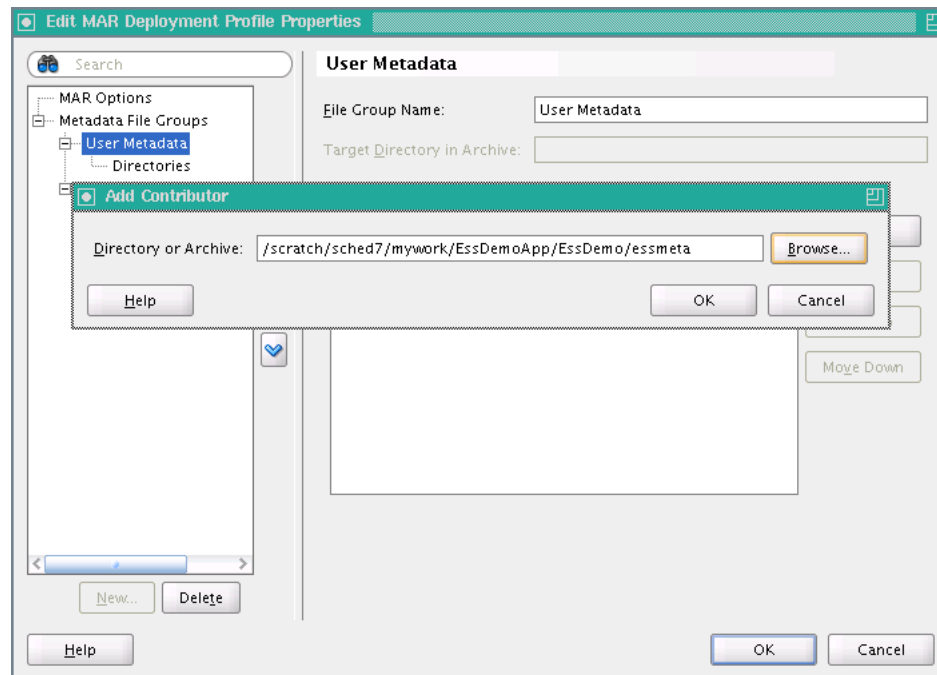 Edit MAR Deployment Profile Properties
Search
MAR Options
Metadata File Groups
User Metadata
Directories
User Metadata
File Group Name: User Metadata
Target Directory in Archive:
Add Contributor
Directory or Archive: /scratch/sched7/mywork/EssDemoApp/EssDemo/essmeta Browse...
Help OK Cancel
Move Down
New... Delete
Help OK Cancel